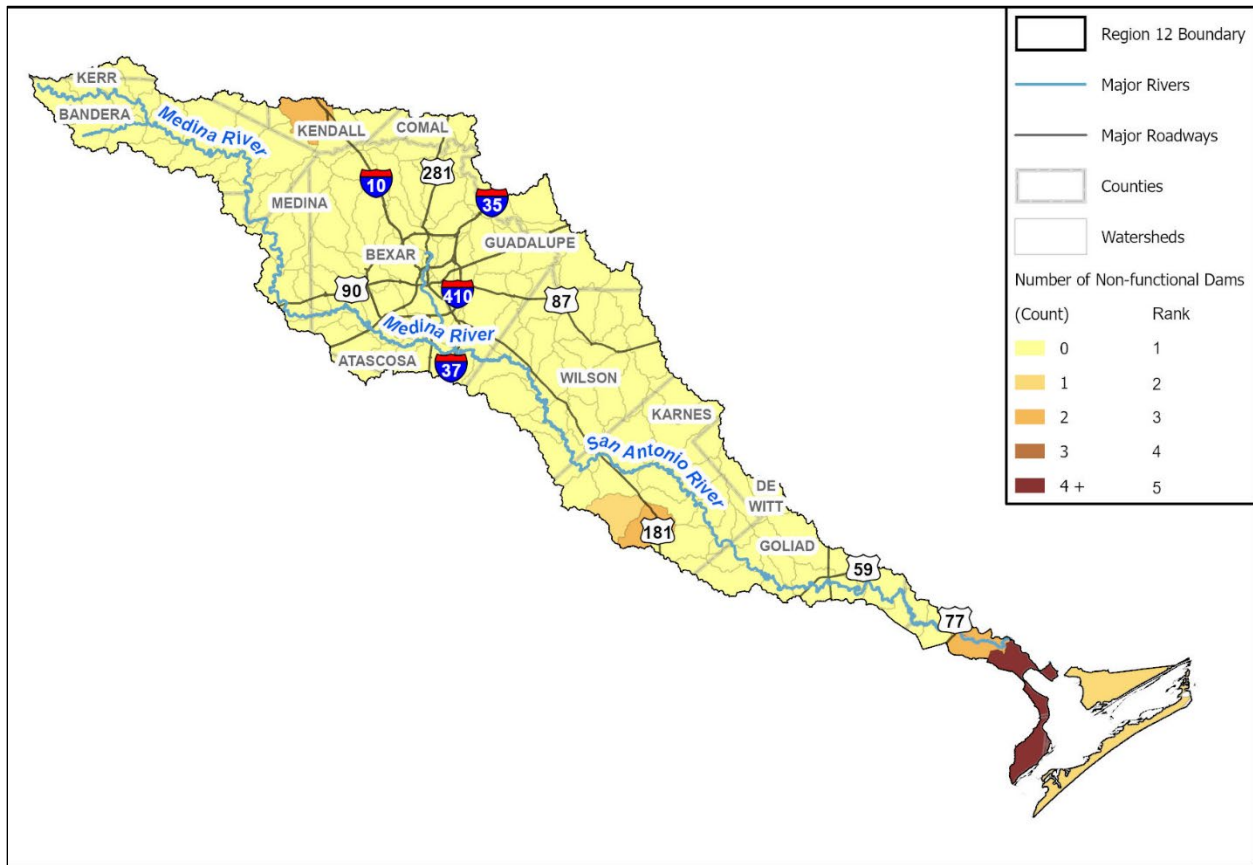 KERR
BANDERA
Medina River
KENDALL
COMAL
MEDINA
10
281
35
BEXAR
GUADALUPE
90
410
87
Medina River
ATASCOSA
37
WILSON
KARNES
San Antonio River
DE
WITT
181
GOLIAD
59
77
Region 12 Boundary
Major Rivers
Major Roadways
Counties
Watersheds
Number of Non-functional Dams
(Count) Rank
0 1
1 2
2 3
3 4
4 + 5